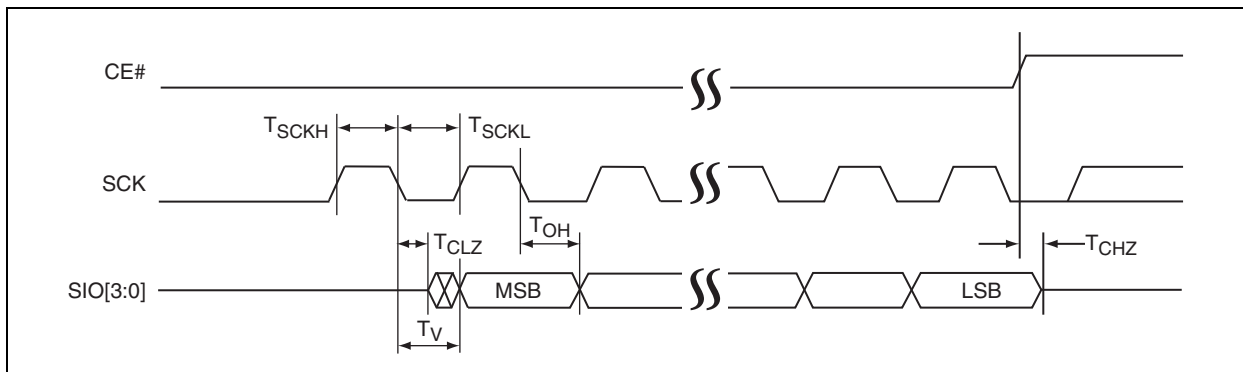 CE#
TSCKH
TSCKL
SCK
TOH
TCLZ
TCHZ
SIO[3:0]
MSB
LSB
TV